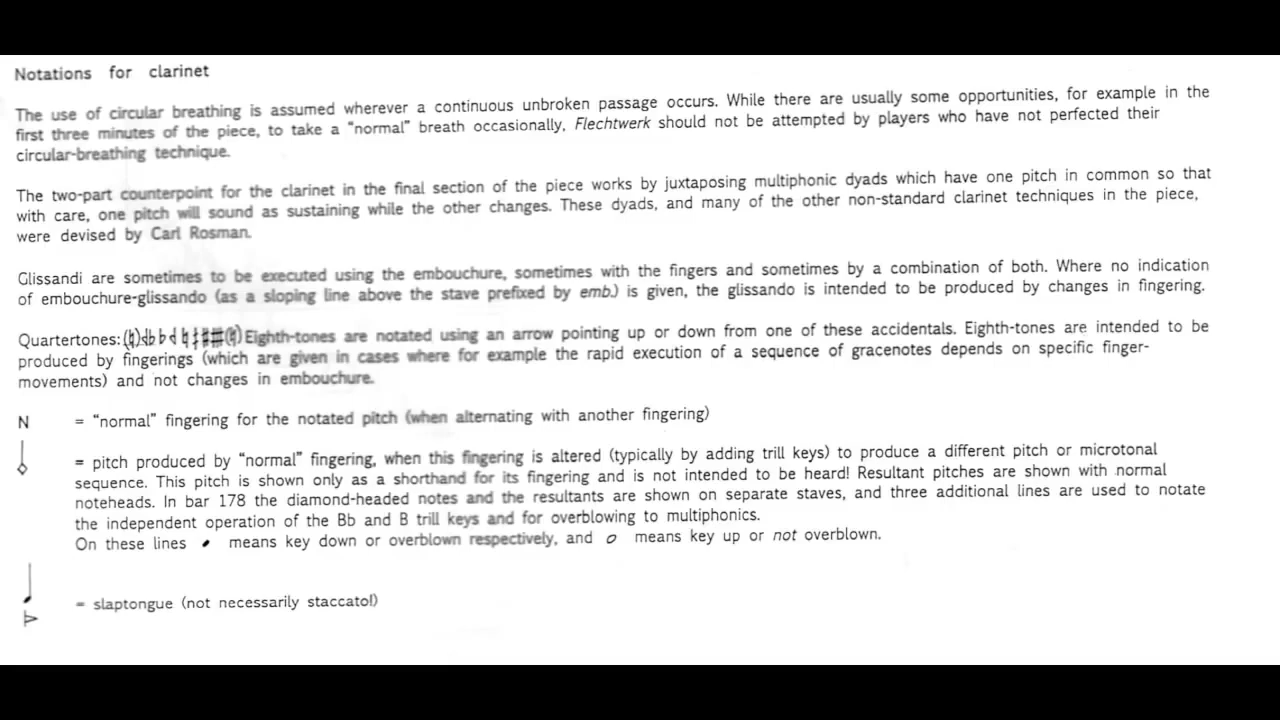 Notations for clarinet
The use of circular breathing is assumed wherever a continuous unbroken passage occurs. While there are usually some opportunities, for example in the
first three minutes of the piece, to take a “normal” breath occasionally, Flechtwerk should not be attempted by players who have not perfected their
circular-breathing technique.
The two-part counterpoint for the clarinet in the final section of the piece works by juxtaposing multiphonic dyads which have one pitch in common so that
with care, one pitch will sound as sustaining while the other changes. These dyads, and many of the other non-standard clarinet techniques in the piece,
were devised by Carl Rosman.
Glissandi are sometimes to be executed using the embouchure, sometimes with the fingers and sometimes by a combination of both. Where no indication
of embouchure-glissando (as a sloping line above the stave prefixed by emb.) is given, the glissando is intended to be produced by changes in fingering.
Quartertones: Eighth-tones are notated using an arrow pointing up or down from one of these accidentals. Eighth-tones are intended to be
produced by fingerings (which are given in cases where for example the rapid execution of a sequence of gracenotes depends on specific finger-
movements) and not changes in embouchure.
N = “normal” fingering for the notated pitch (when alternating with another fingering)
= pitch produced by “normal” fingering, when this fingering is altered (typically by adding trill keys) to produce a different pitch or microtonal
sequence. This pitch is shown only as a shorthand for its fingering and is not intended to be heard! Resultant pitches are shown with normal
noteheads. In bar 178 the diamond-headed notes and the resultants are shown on separate staves, and three additional lines are used to notate
the independent operation of the Bb and B trill keys and for overblowing to multiphonics.
On these lines means key down or overblown respectively, and means key up or not overblown.
= slaptongue (not necessarily staccato!)